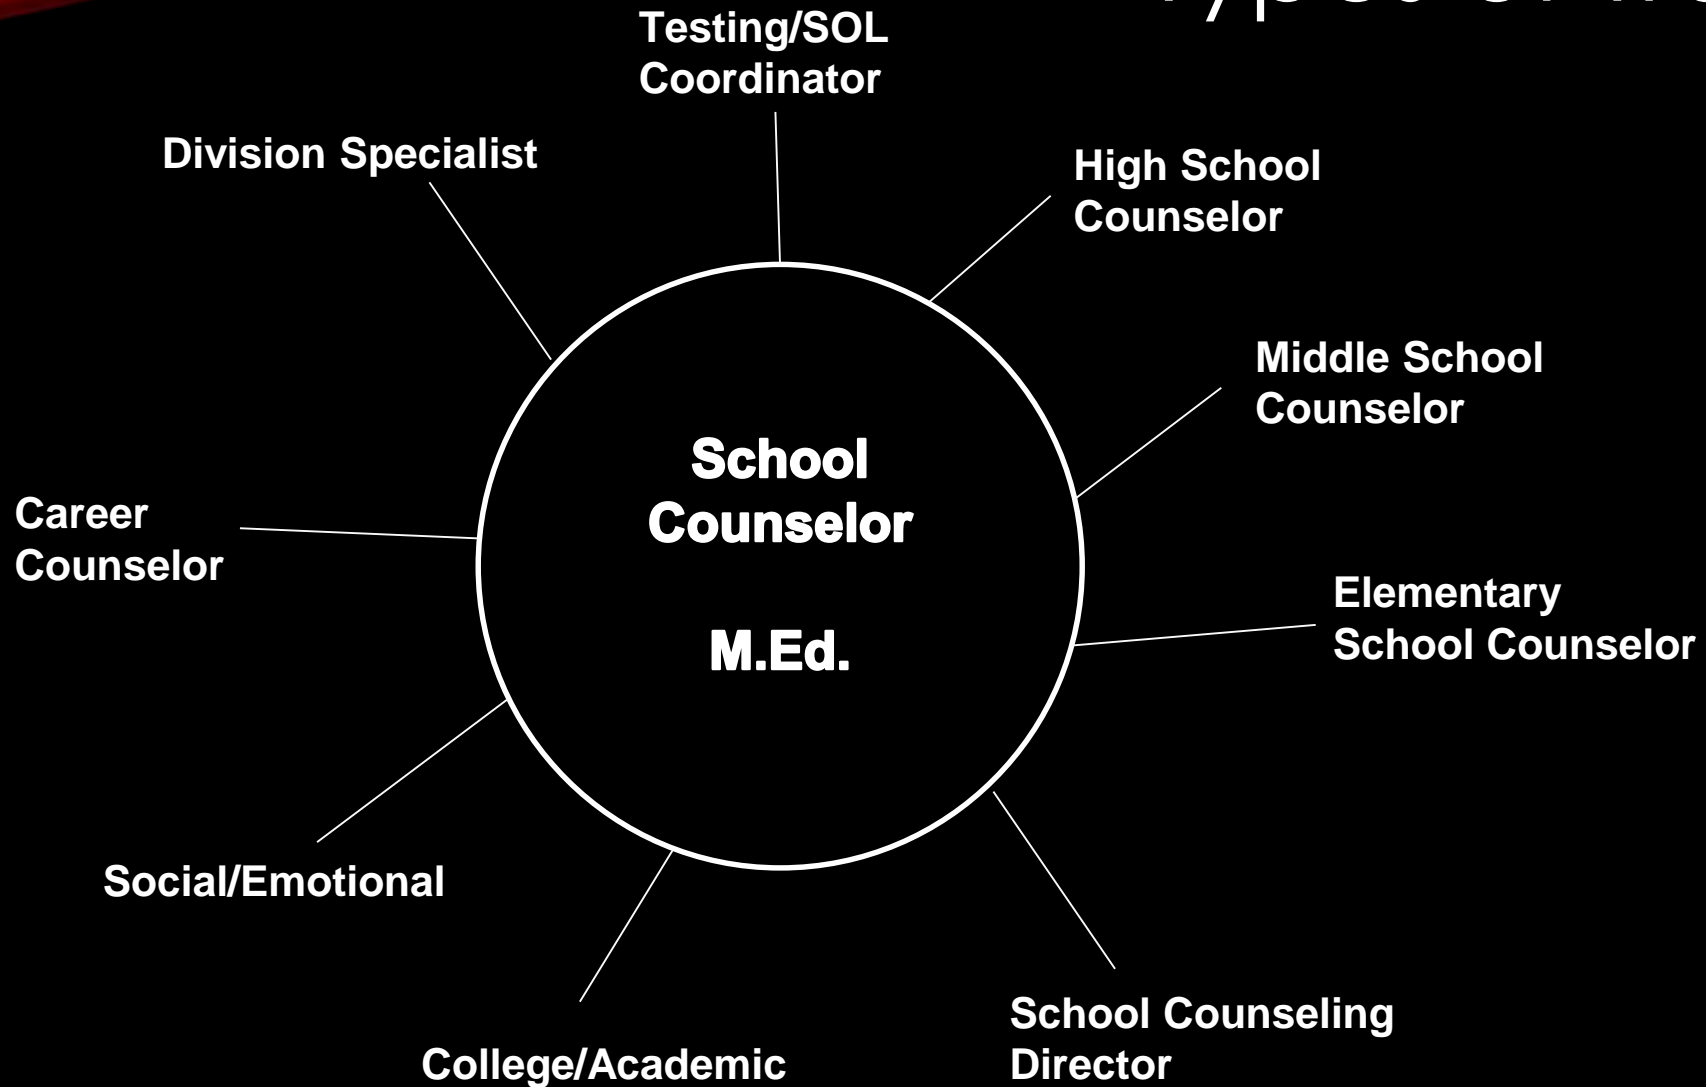 Testing/SOL
Coordinator
Division Specialist
High School
Counselor
Middle School
Counselor
School
Counselor
M.Ed.
Career
Counselor
Elementary
School Counselor
Social/Emotional
School Counseling
Director
College/Academic